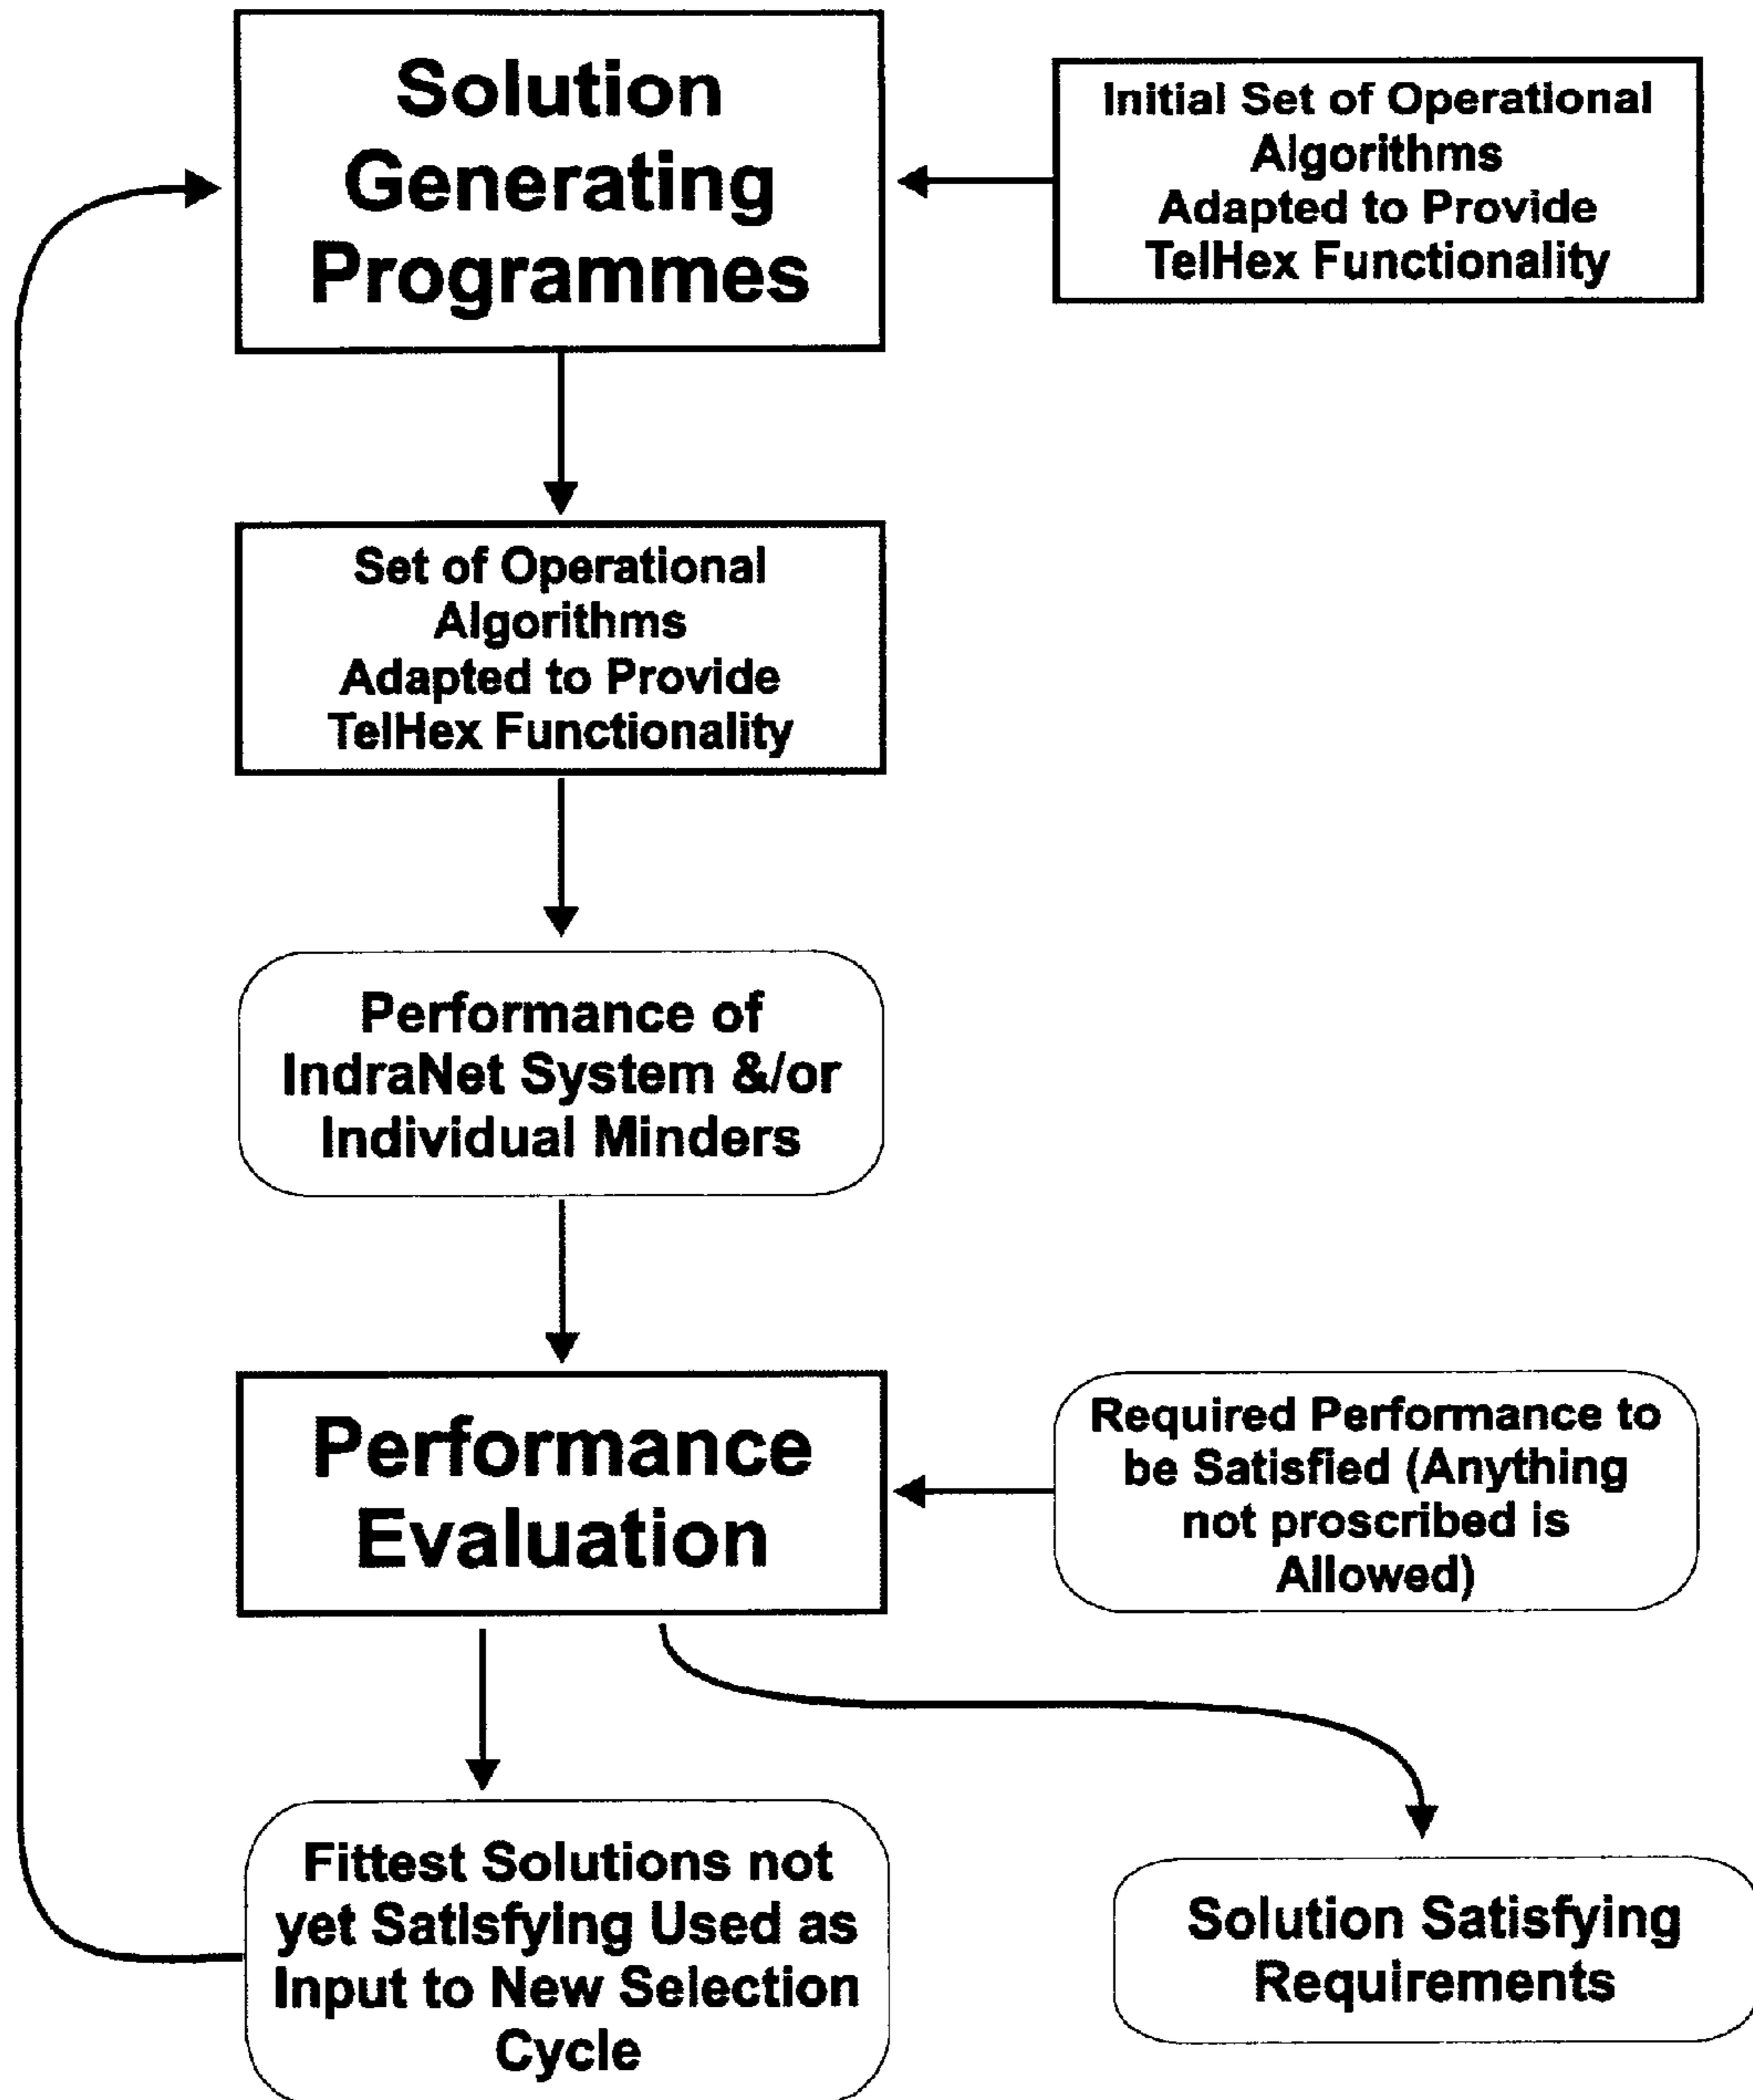 Solution
Generating
Programmes
Initial Set of Operational
Algorithms
Adapted to Provide
TelHex Functionality
Set of Operational
Algorithms
Adapted to Provide
TelHex Functionality
Performance of
IndraNet System &/or
Individual Minders
Performance
Evaluation
Required Performance to
be Satisfied (Anything
not proscribed is
Allowed)
Fittest Solutions not
yet Satisfying Used as
Input to New Selection
Cycle
Solution Satisfying
Requirements